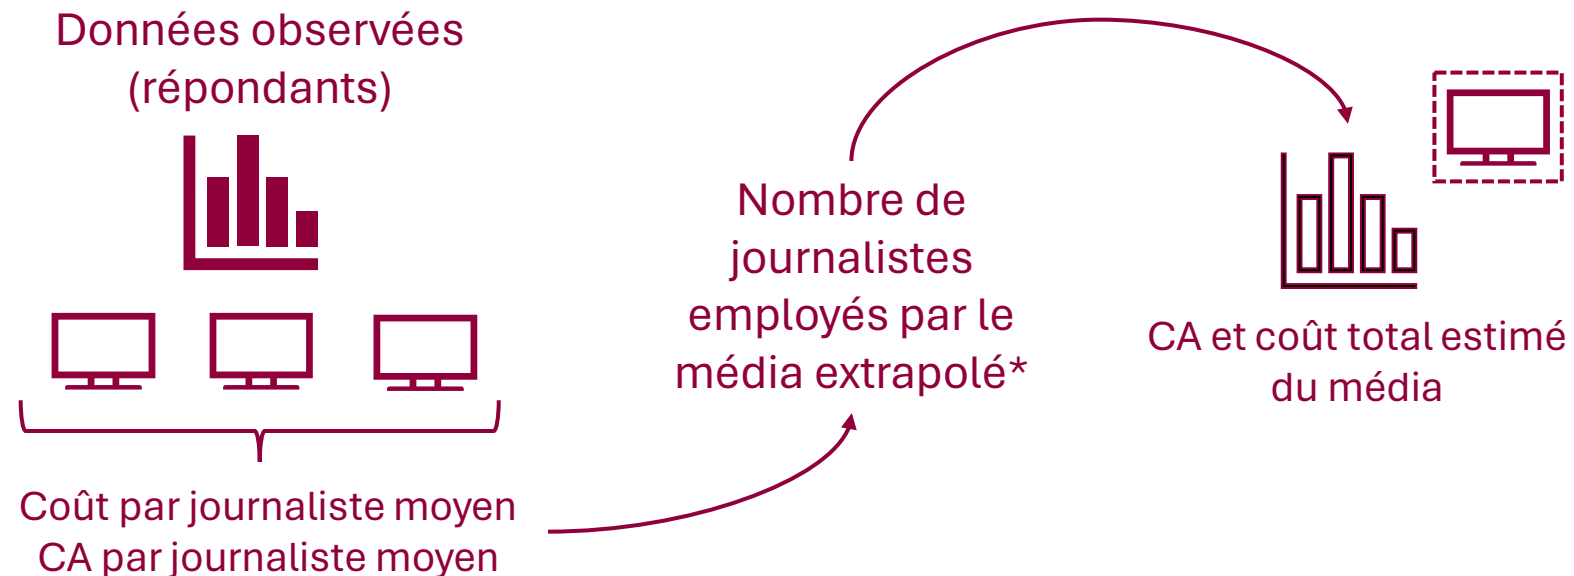 Données observées
(répondants)
Coût par journaliste moyen
CA par journaliste moyen
Nombre de
journalistes
employés par le
média extrapolé*
CA et coût total estimé
du média